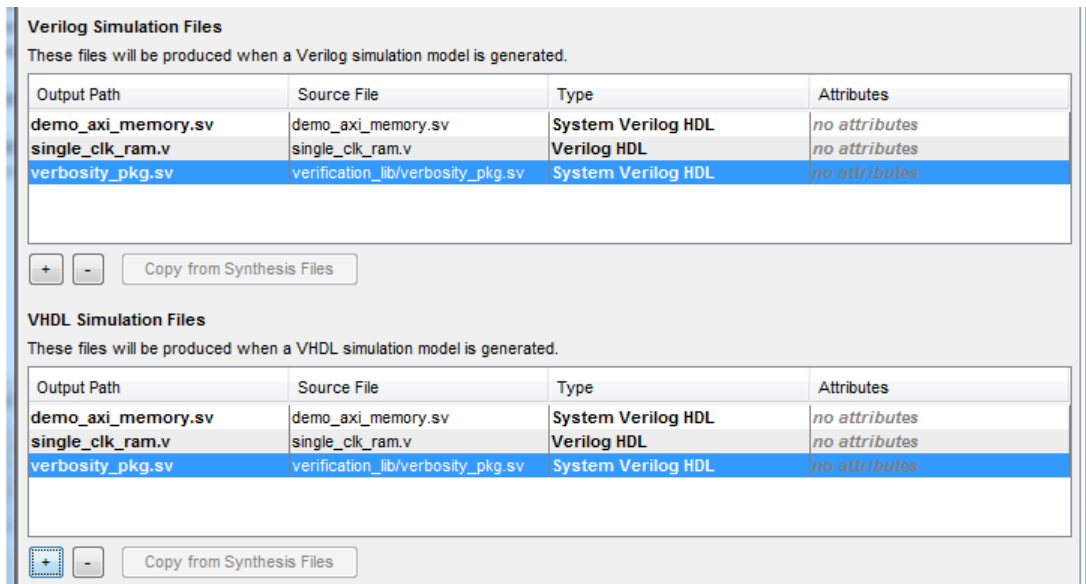 Verilog Simulation Files
These files will be produced when a Verilog simulation model is generated.
Output Path Source File Type Attributes
demo_axi_memory.sv demo_axi_memory.sv System Verilog HDL no attributes
single_clk_ram.v single_clk_ram.v Verilog HDL no attributes
verbosity_pkg.sv verification_lib/verbosity_pkg.sv System Verilog HDL no attributes
+ - Copy from Synthesis Files
VHDL Simulation Files
These files will be produced when a VHDL simulation model is generated.
Output Path Source File Type Attributes
demo_axi_memory.sv demo_axi_memory.sv System Verilog HDL no attributes
single_clk_ram.v single_clk_ram.v Verilog HDL no attributes
verbosity_pkg.sv verification_lib/verbosity_pkg.sv System Verilog HDL no attributes
+ - Copy from Synthesis Files